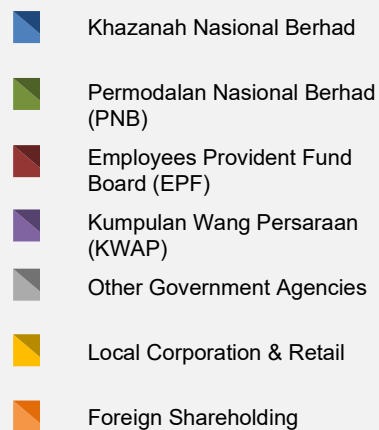 Khazanah Nasional Berhad
Permodalan Nasional Berhad
(PNB)
Employees Provident Fund
Board (EPF)
Kumpulan Wang Persaraan
(KWAP)
Other Government Agencies
Local Corporation & Retail
Foreign Shareholding